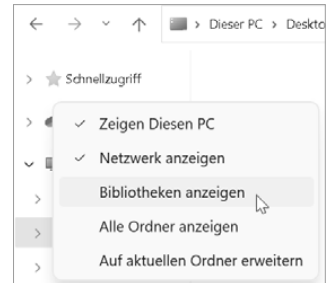 Dieser PC > Deskto
Schnellzugriff
Zeigen Diesen PC
Netzwerk anzeigen
Bibliotheken anzeigen
Alle Ordner anzeigen
Auf aktuellen Ordner erweitern